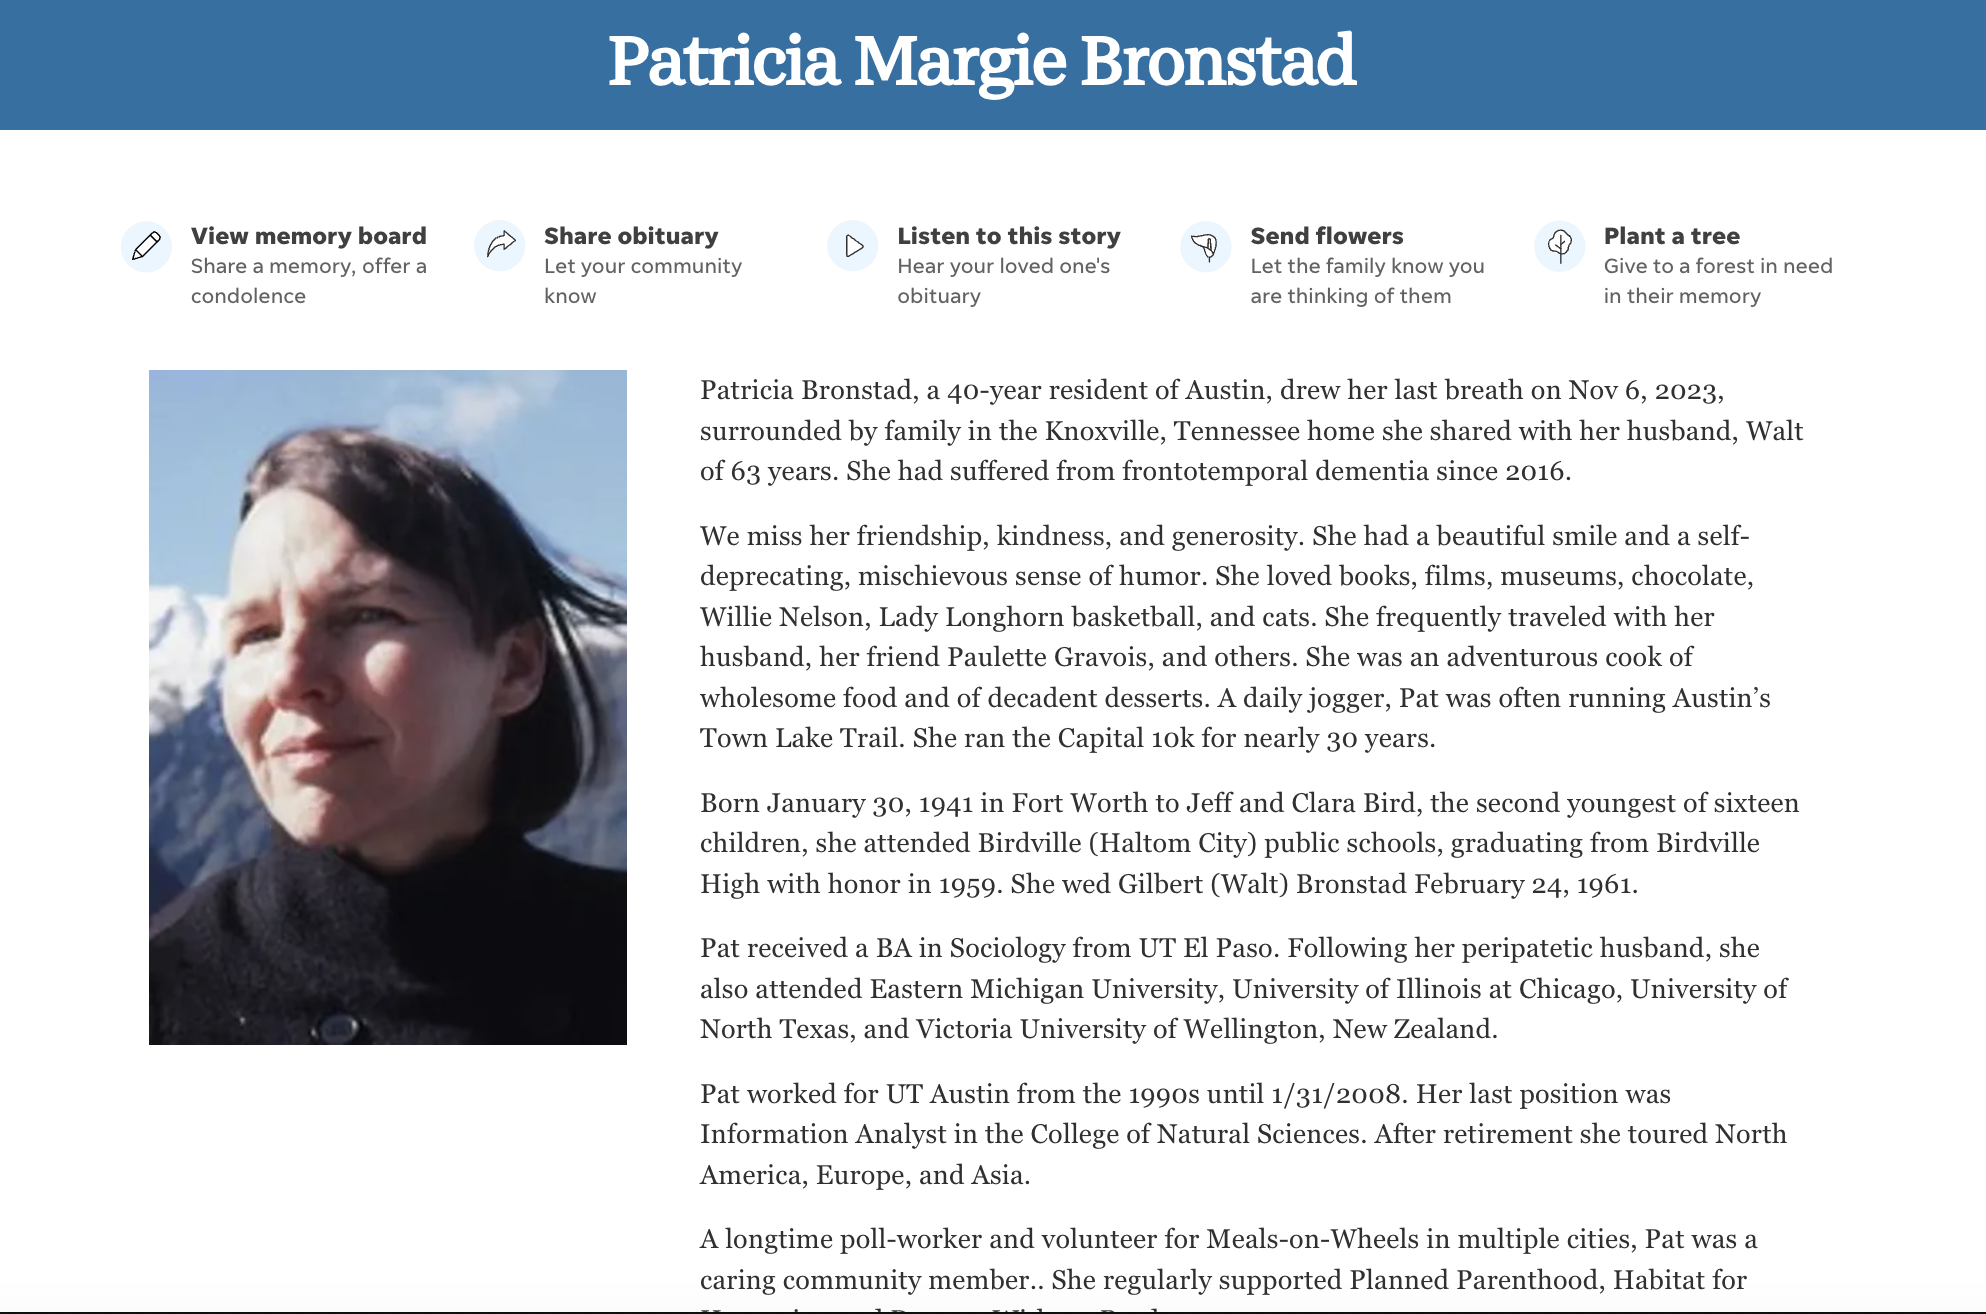 Patricia Margie Bronstad
View memory board
Share a memory, offer a
condolence
Share obituary
Let your community
know
Listen to this story
Hear your loved one's
obituary
Send flowers
Let the family know you
are thinking of them
Plant a tree
Give to a forest in need
in their memory
Patricia Bronstad, a 40-year resident of Austin, drew her last breath on Nov 6, 2023,
surrounded by family in the Knoxville, Tennessee home she shared with her husband, Walt
of 63 years. She had suffered from frontotemporal dementia since 2016.
We miss her friendship, kindness, and generosity. She had a beautiful smile and a self-
deprecating, mischievous sense of humor. She loved books, films, museums, chocolate,
Willie Nelson, Lady Longhorn basketball, and cats. She frequently traveled with her
husband, her friend Paulette Gravois, and others. She was an adventurous cook of
wholesome food and of decadent desserts. A daily jogger, Pat was often running Austin’s
Town Lake Trail. She ran the Capital 10k for nearly 30 years.
Born January 30, 1941 in Fort Worth to Jeff and Clara Bird, the second youngest of sixteen
children, she attended Birdville (Haltom City) public schools, graduating from Birdville
High with honor in 1959. She wed Gilbert (Walt) Bronstad February 24, 1961.
Pat received a BA in Sociology from UT El Paso. Following her peripatetic husband, she
also attended Eastern Michigan University, University of Illinois at Chicago, University of
North Texas, and Victoria University of Wellington, New Zealand.
Pat worked for UT Austin from the 1990s until 1/31/2008. Her last position was
Information Analyst in the College of Natural Sciences. After retirement she toured North
America, Europe, and Asia.
A longtime poll-worker and volunteer for Meals-on-Wheels in multiple cities, Pat was a
caring community member.. She regularly supported Planned Parenthood, Habitat for